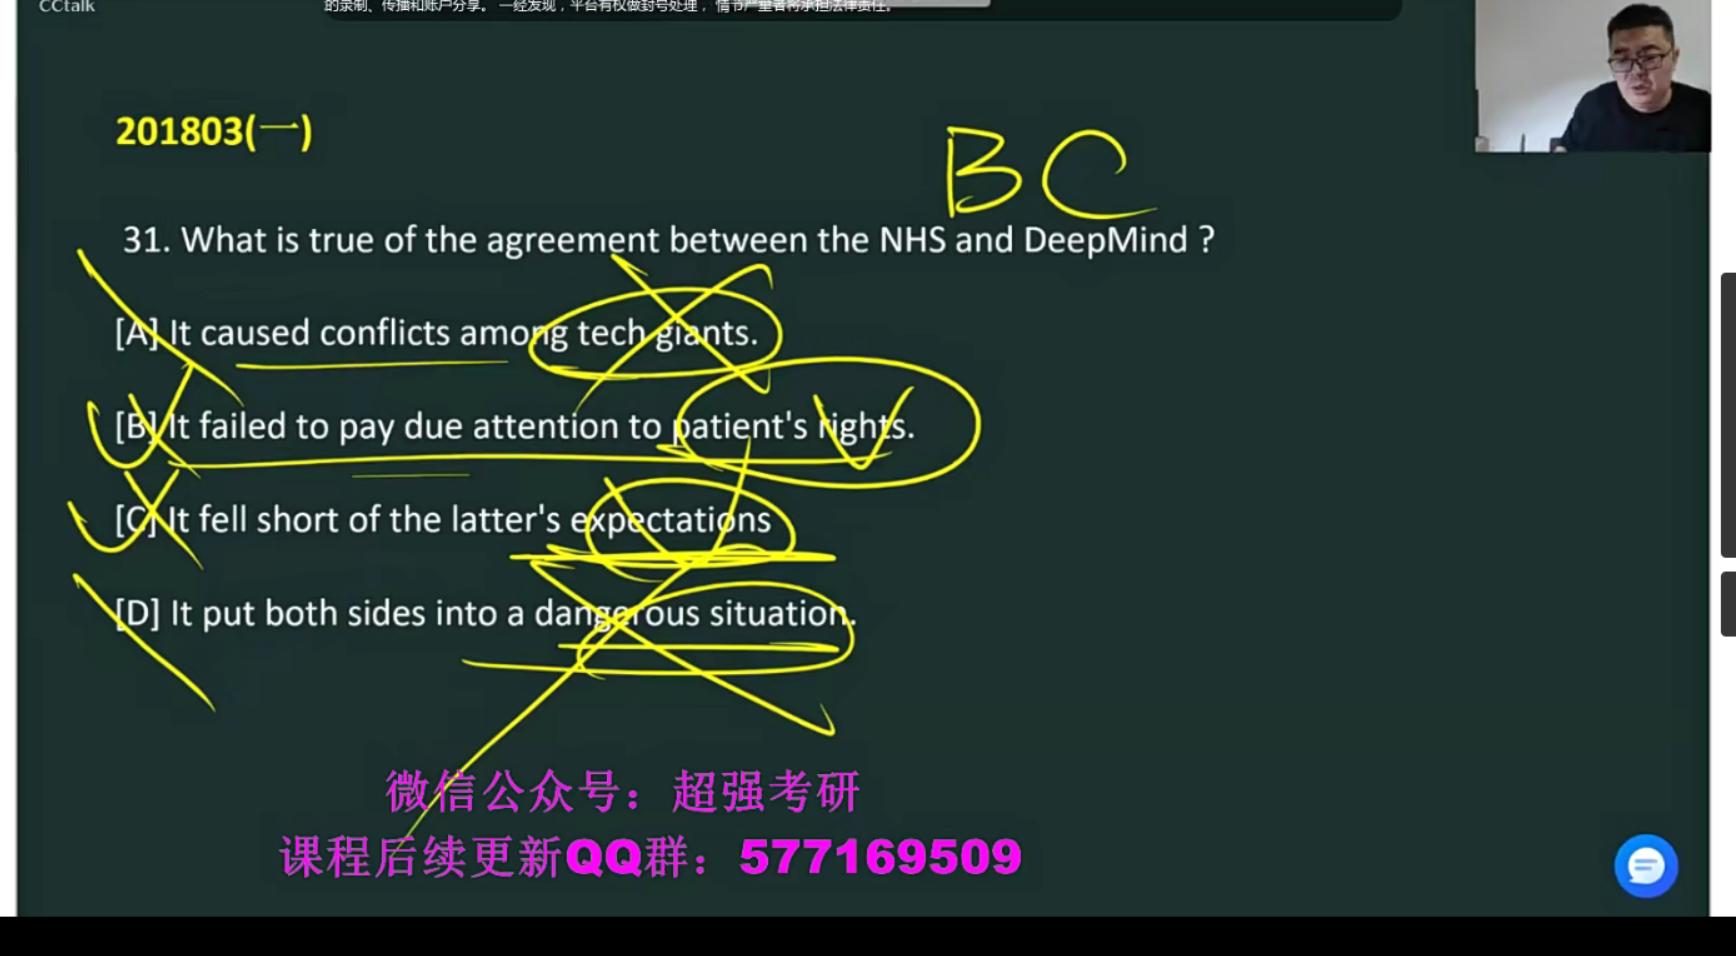 CCtalk
的录制、传播和账户分享。一经发现，平台有权做封号处理，情节严重者将承担法律责任。
201803(一)
B C
31. What is true of the agreement between the NHS and DeepMind ?
[A] It caused conflicts among tech giants.
[B] It failed to pay due attention to patient's rights.
[C] It fell short of the latter's expectations
[D] It put both sides into a dangerous situation.
微信公众号：超强考研
课程后续更新QQ群：577169509